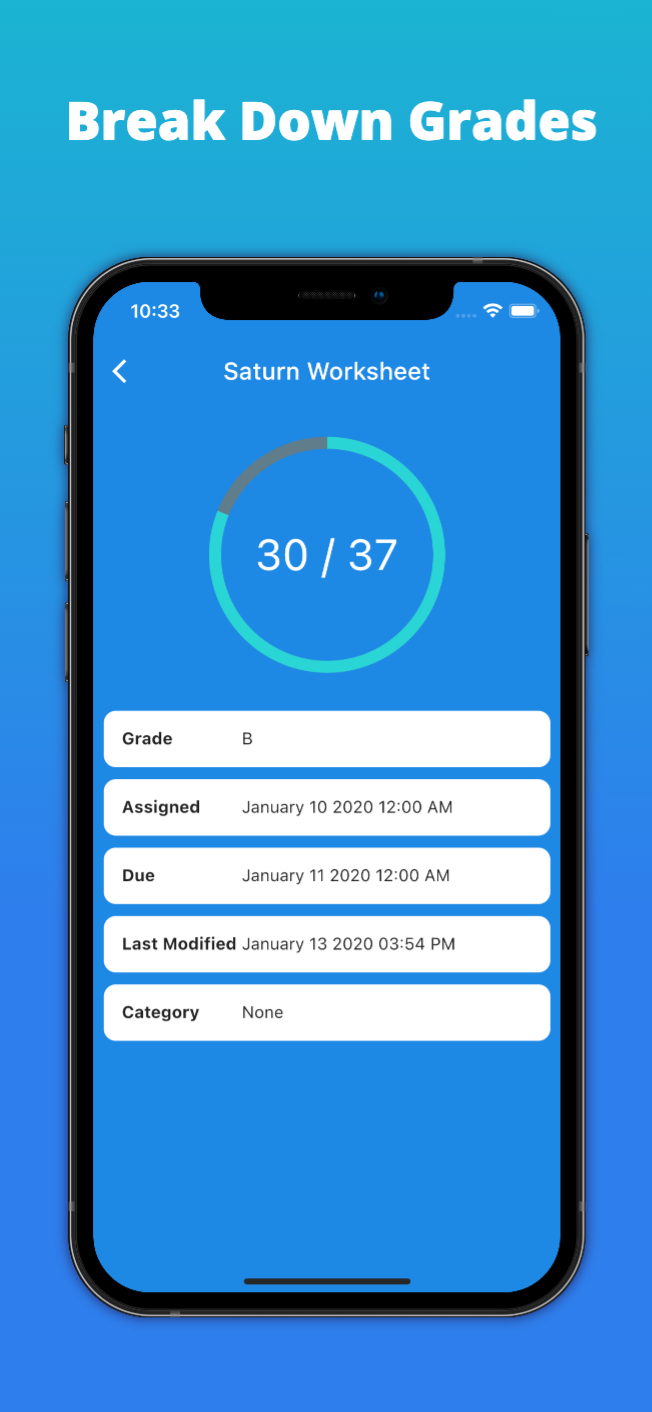 Break Down Grades
10:33
Saturn Worksheet
30 / 37
Grade B
Assigned January 10 2020 12:00 AM
Due January 11 2020 12:00 AM
Last Modified January 13 2020 03:54 PM
Category None